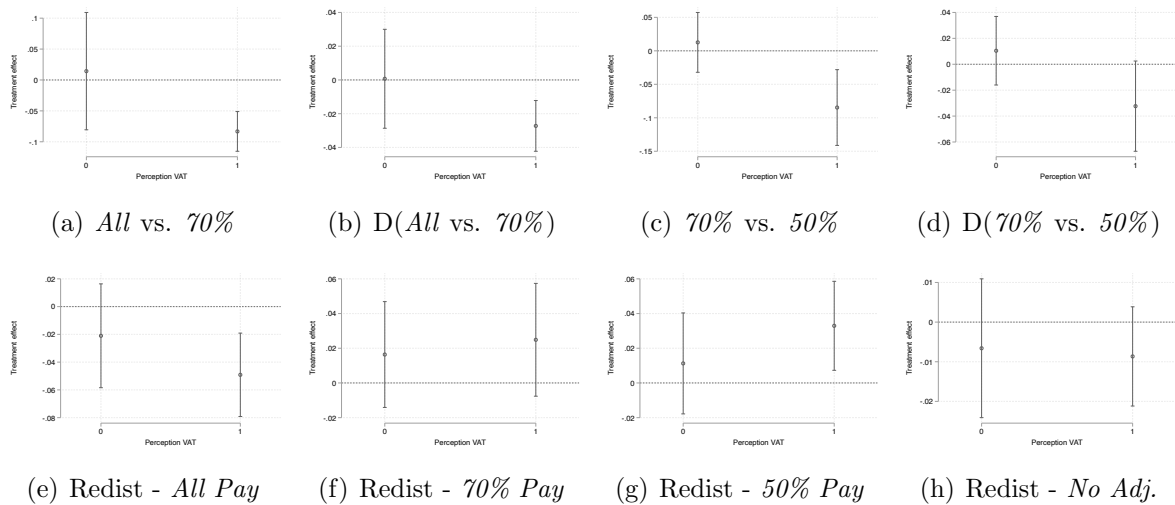 .1
.05
0
-.05
-.1
Treatment effect
0 1
Perception VAT
(a) All vs. 70%
.04
.02
0
-.02
-.04
Treatment effect
0 1
Perception VAT
(b) D(All vs. 70%)
.05
0
-.05
-.1
-.15
Treatment effect
0 1
Perception VAT
(c) 70% vs. 50%
.04
.02
0
-.02
-.04
-.06
Treatment effect
0 1
Perception VAT
(d) D(70% vs. 50%)
.02
0
-.02
-.04
-.06
-.08
Treatment effect
0 1
Perception VAT
(e) Redist - All Pay
.06
.04
.02
0
-.02
Treatment effect
0 1
Perception VAT
(f) Redist - 70% Pay
.06
.04
.02
0
-.02
Treatment effect
0 1
Perception VAT
(g) Redist - 50% Pay
.01
0
-.01
-.02
Treatment effect
0 1
Perception VAT
(h) Redist - No Adj.